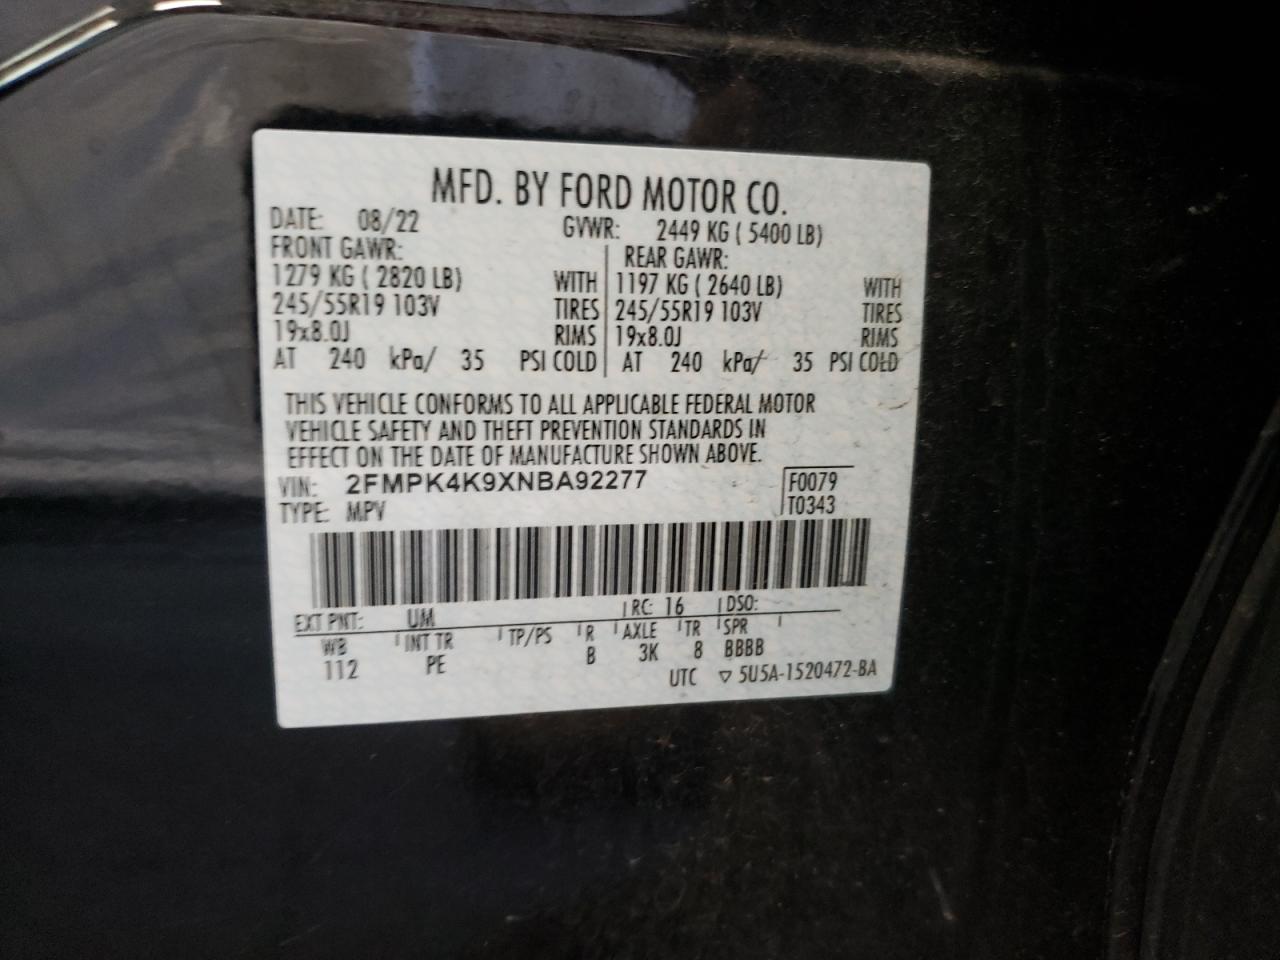 MFD. BY FORD MOTOR CO.
DATE: 08/22 GVWR: 2449 KG ( 5400 LB)
FRONT GAWR: REAR GAWR:
1279 KG ( 2820 LB) WITH 1197 KG ( 2640 LB) WITH
245/55R19 103V TIRES 245/55R19 103V TIRES
19x8.0J RIMS 19x8.0J RIMS
AT 240 kPa/ 35 PSI COLD AT 240 kPa/ 35 PSI COLD
THIS VEHICLE CONFORMS TO ALL APPLICABLE FEDERAL MOTOR
VEHICLE SAFETY AND THEFT PREVENTION STANDARDS IN
EFFECT ON THE DATE OF MANUFACTURE SHOWN ABOVE.
VIN: 2FMPK4K9XNBA92277 F0079
TYPE: MPV T0343
EXT PNT: UM RC: 16 DSO:
WB INT TR TP/PS R AXLE TR SPR
112 PE B 3K 8 BBBB
UTC ▽ 5U5A-1520472-BA